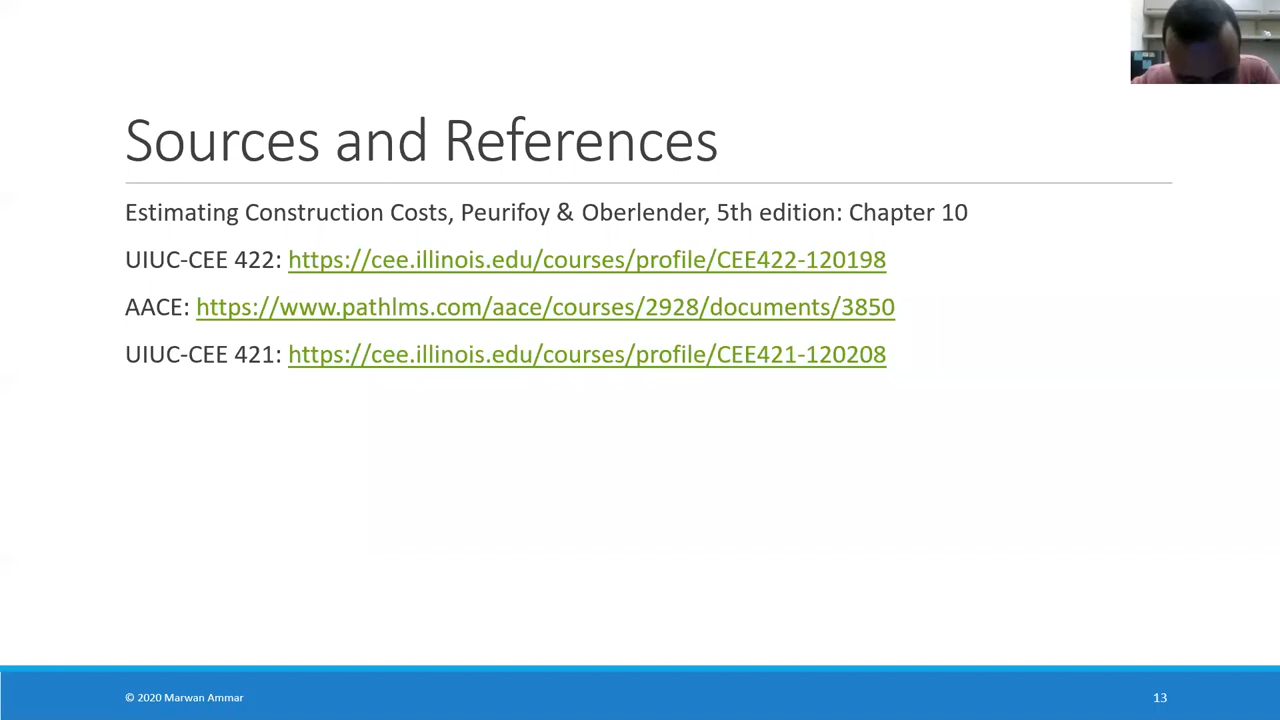 Sources and References
Estimating Construction Costs, Peurifoy & Oberlender, 5th edition: Chapter 10
UIUC-CEE 422: https://cee.illinois.edu/courses/profile/CEE422-120198
AACE: https://www.pathlms.com/aace/courses/2928/documents/3850
UIUC-CEE 421: https://cee.illinois.edu/courses/profile/CEE421-120208
© 2020 Marwan Ammar
13